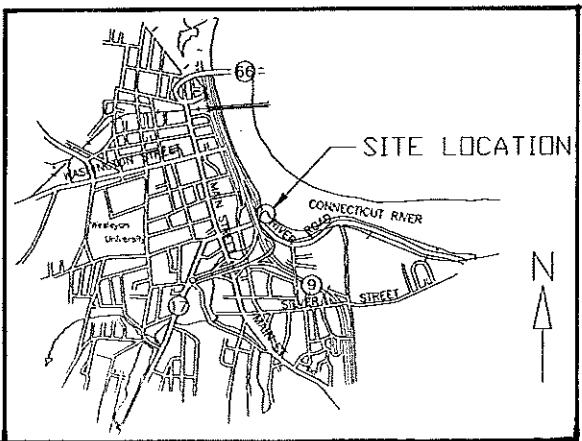 66
SITE LOCATION
WASHINGTON STREET
MAIN STREET
CONNECTICUT RIVER
RIVER ROAD
Wesleyan
University
N
9
17
STREET
MAIN ST